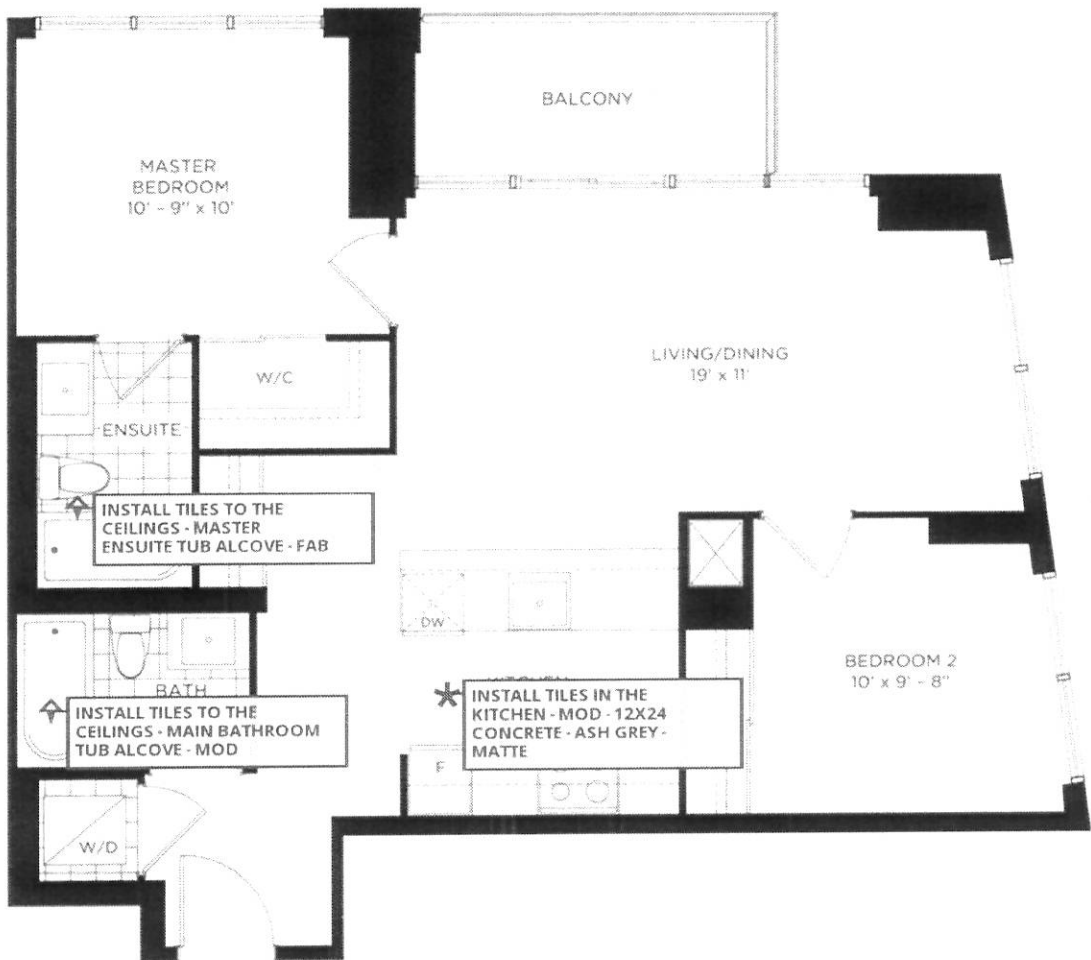 BALCONY
MASTER
BEDROOM
10' - 9" x 10'
LIVING/DINING
19' x 11'
W/C
ENSUITE
INSTALL TILES TO THE
CEILINGS - MASTER
ENSUITE TUB ALCOVE - FAB
DW
BEDROOM 2
10' x 9' - 8"
BATH
INSTALL TILES IN THE
KITCHEN - MOD - 12X24
CONCRETE - ASH GREY -
MATTE
INSTALL TILES TO THE
CEILINGS - MAIN BATHROOM
TUB ALCOVE - MOD
F
W/D